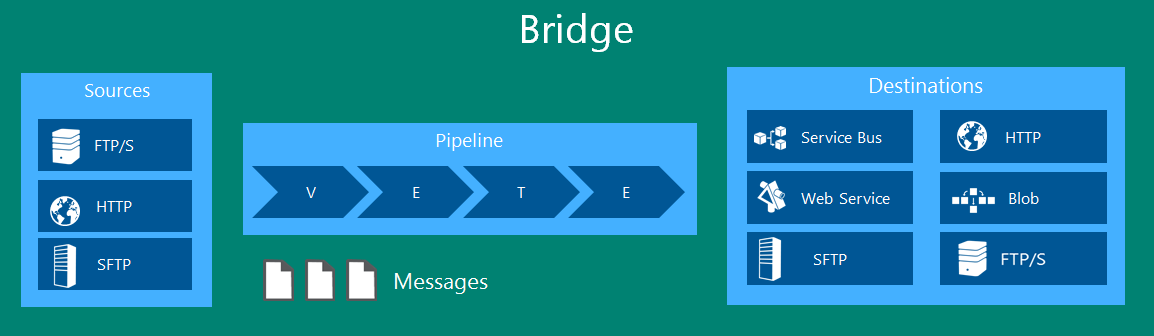 Bridge
Sources
FTP/S
HTTP
SFTP
Pipeline
V E T E
Messages
Destinations
Service Bus
HTTP
Web Service
Blob
SFTP
FTP/S